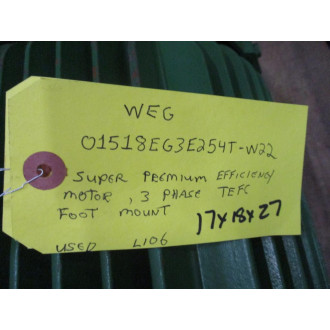 WEG
01518EG3E254T-W22
SUPER PREMIUM EFFICIENCY
MOTOR, 3 PHASE TEFC
FOOT MOUNT
17x18x27
USED L106